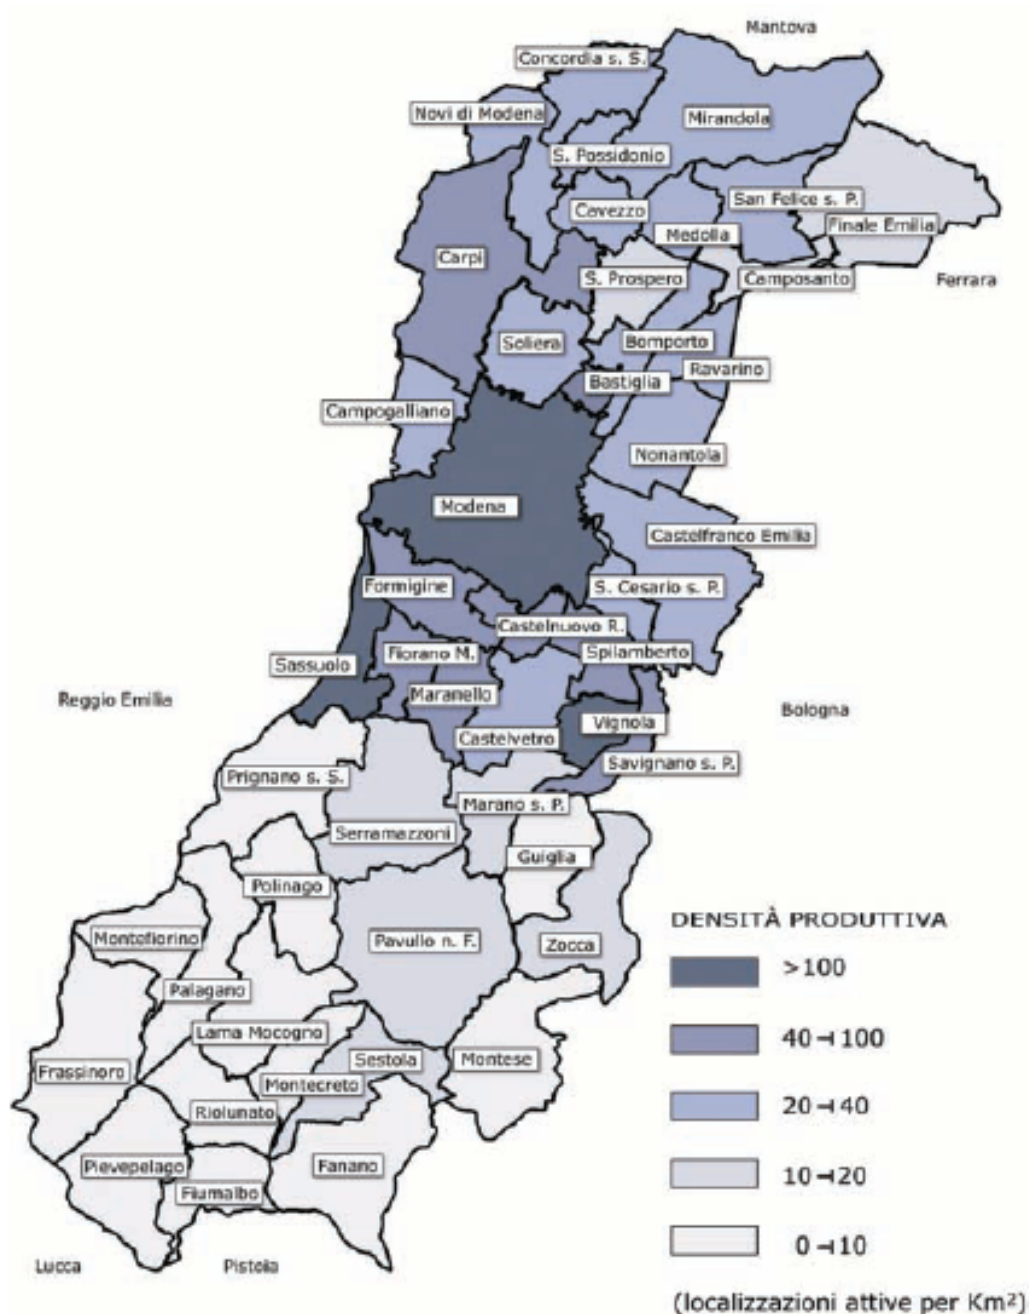 Mantova
Concordia s. S.
Novi di Modena
Mirandola
S. Possidonio
San Felice s. P.
Cavezzo
Finale Emilia
Medolla
Carpi
S. Prospero
Camposanto
Ferrara
Soliera
Bomporto
Ravarino
Bastiglia
Campogalliano
Nonantola
Modena
Castelfranco Emilia
Formigine
S. Cesario s. P.
Castelnuovo R.
Fiorano M.
Spilamberto
Sassuolo
Maranello
Reggio Emilia
Bologna
Vignola
Castelvetro
Savignano s. P.
Prignano s. S.
Marano s. P.
Serramazzoni
Guiglia
Polinago
Montefiorino
Pavullo n. F.
Zocca
Palagano
Lama Mocogno
Sestola
Montese
Frassinoro
Montecreto
Riolunato
Pievepelago
Fanano
Fiumalbo
Lucca
Pistoia
DENSITÀ PRODUTTIVA
>100
40⊣100
20⊣40
10⊣20
0⊣10
(localizzazioni attive per Km²)